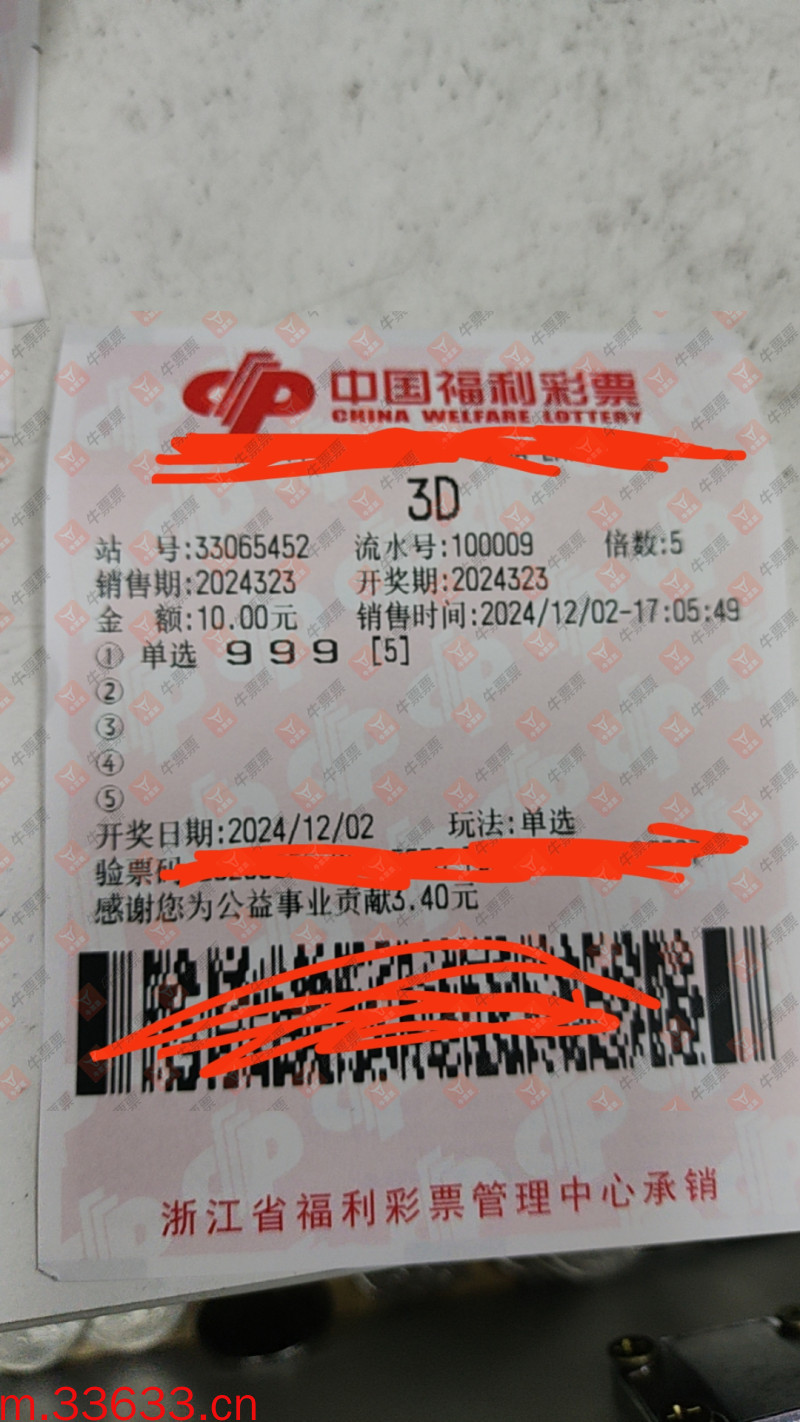 中国福利彩票
CHINA WELFARE LOTTERY
3D
站 号:33065452 流水号:100009 倍数:5
销售期:2024323 开奖期:2024323
金 额:10.00元 销售时间:2024/12/02-17:05:49
① 单选 9 9 9 [5]
②
③
④
⑤
开奖日期:2024/12/02 玩法:单选
验票码
感谢您为公益事业贡献3.40元
浙江省福利彩票管理中心承销
牛票票
m.33633.cn